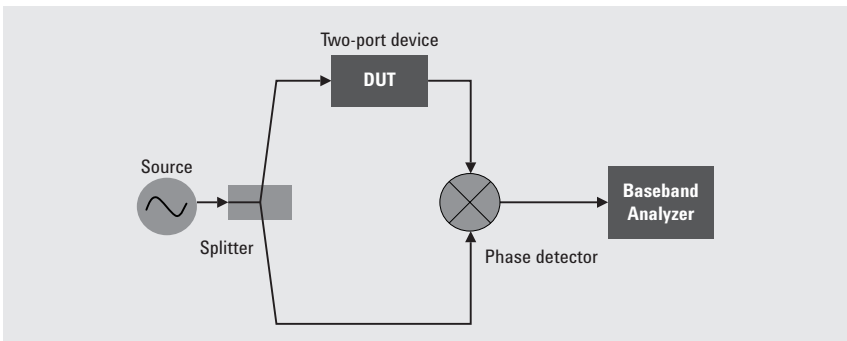 Two-port device
DUT
Source
Splitter
Phase detector
Baseband
Analyzer